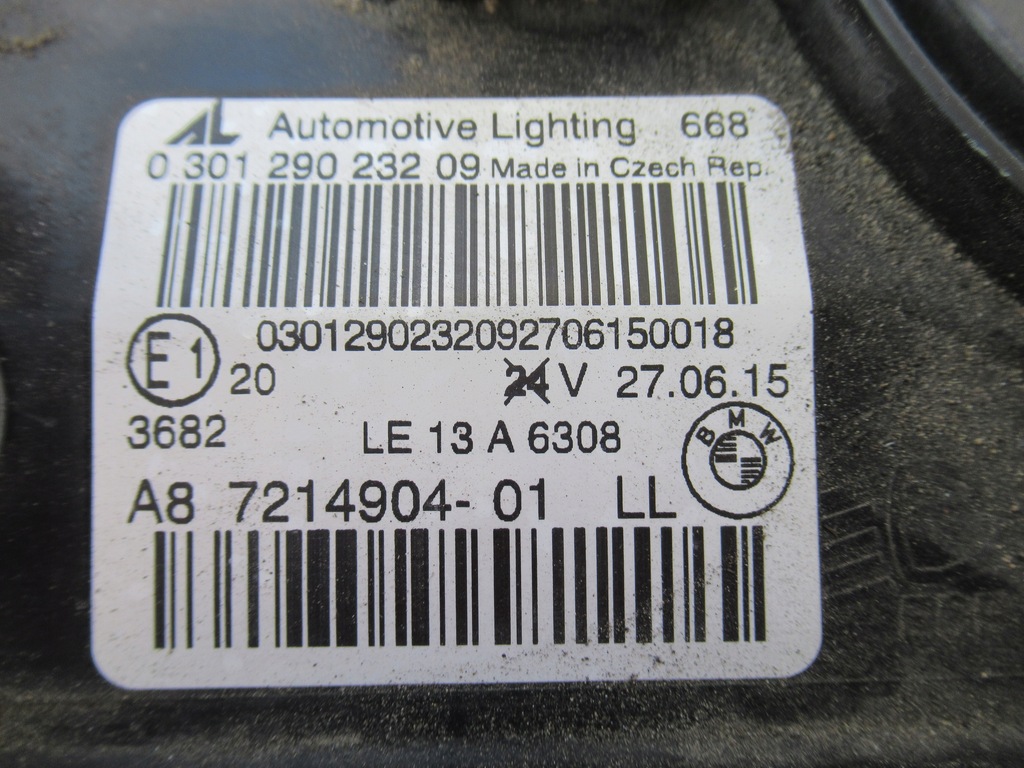 AL Automotive Lighting 668
0 301 290 232 09 Made in Czech Rep.
0301290232092706150018
E1 20 24 V 27.06.15
3682 LE 13 A 6308 BMW
A8 7214904-01 LL